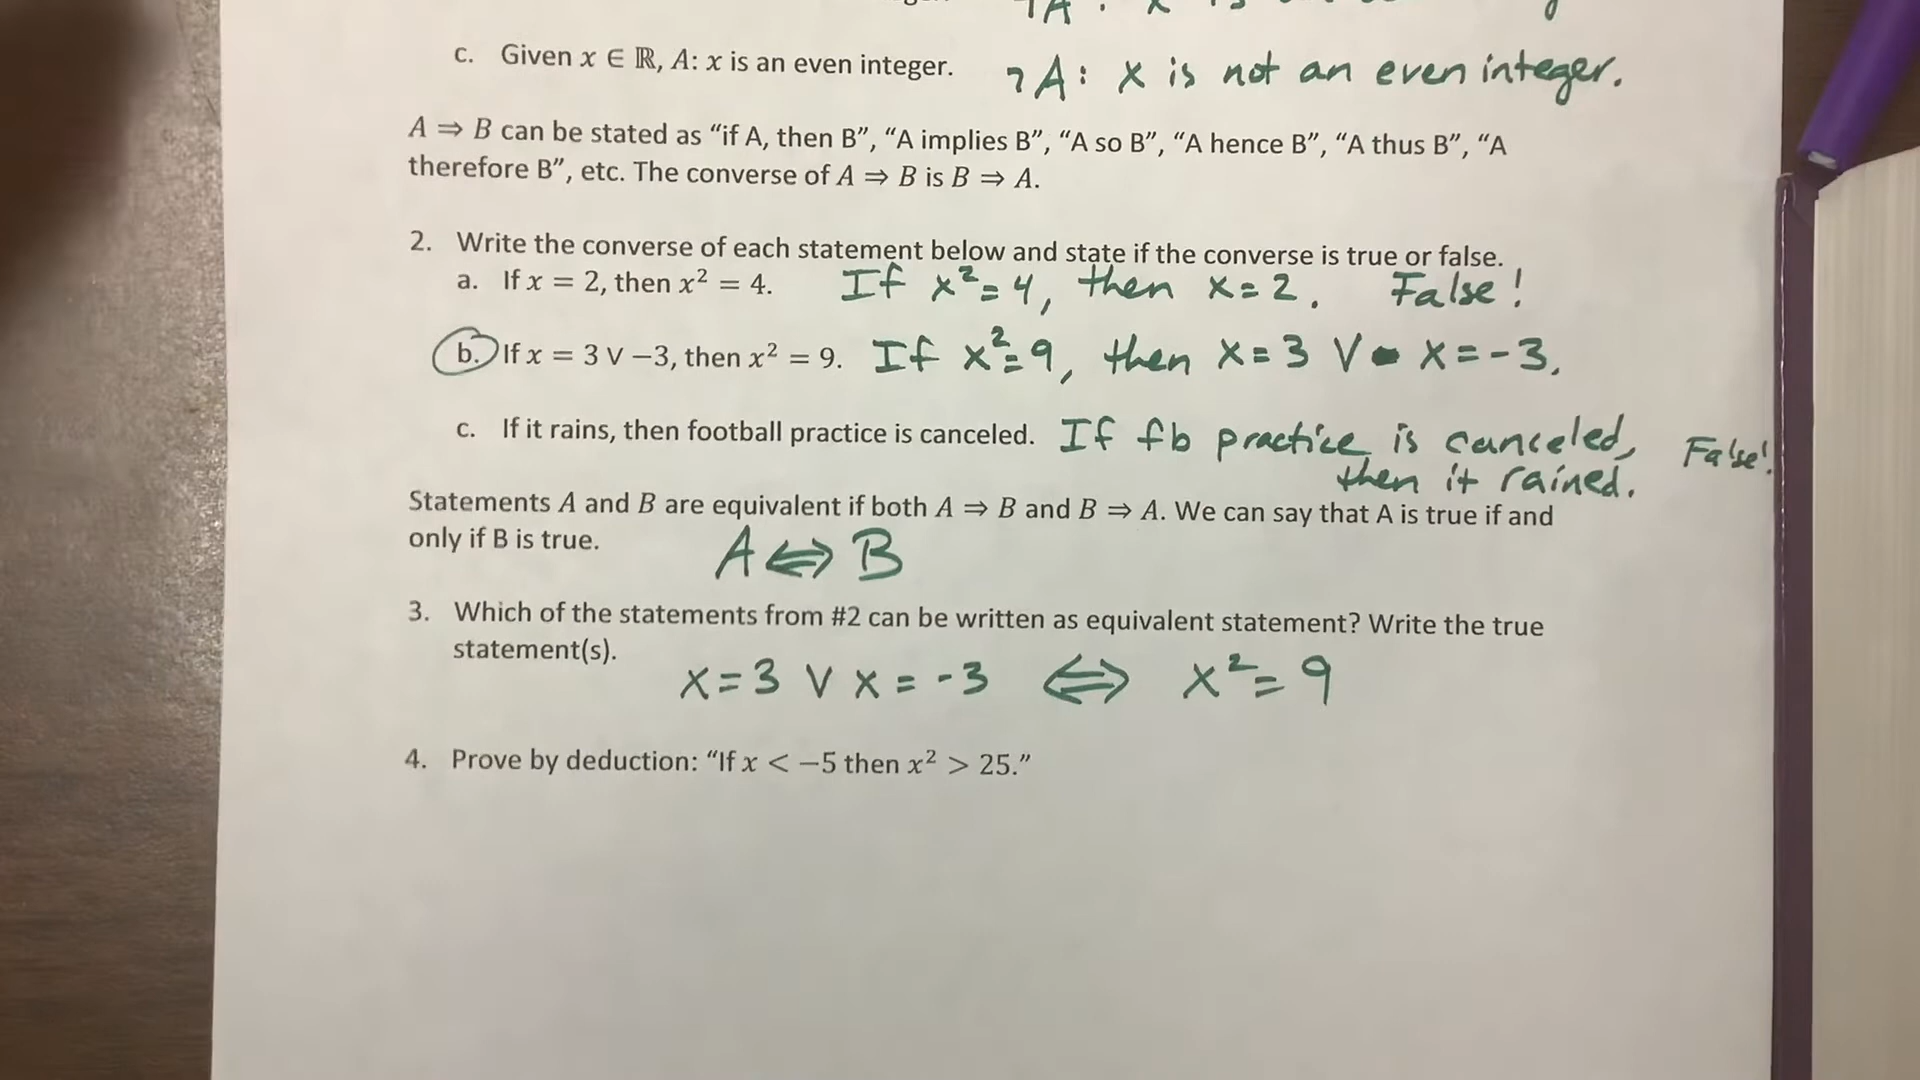 ¬A: x is
c. Given x ∈ ℝ, A: x is an even integer. ¬A: x is not an even integer.
A ⇒ B can be stated as “if A, then B”, “A implies B”, “A so B”, “A hence B”, “A thus B”, “A
therefore B”, etc. The converse of A ⇒ B is B ⇒ A.
2. Write the converse of each statement below and state if the converse is true or false.
a. If x = 2, then x² = 4. If x² = 4, then x = 2. False!
b. If x = 3 ∨ −3, then x² = 9. If x² = 9, then x = 3 ∨ x = -3.
c. If it rains, then football practice is canceled. If fb practice is canceled, False!
then it rained.
Statements A and B are equivalent if both A ⇒ B and B ⇒ A. We can say that A is true if and
only if B is true. A ⟺ B
3. Which of the statements from #2 can be written as equivalent statement? Write the true
statement(s).
x = 3 ∨ x = -3 ⟺ x² = 9
4. Prove by deduction: “If x < −5 then x² > 25.”